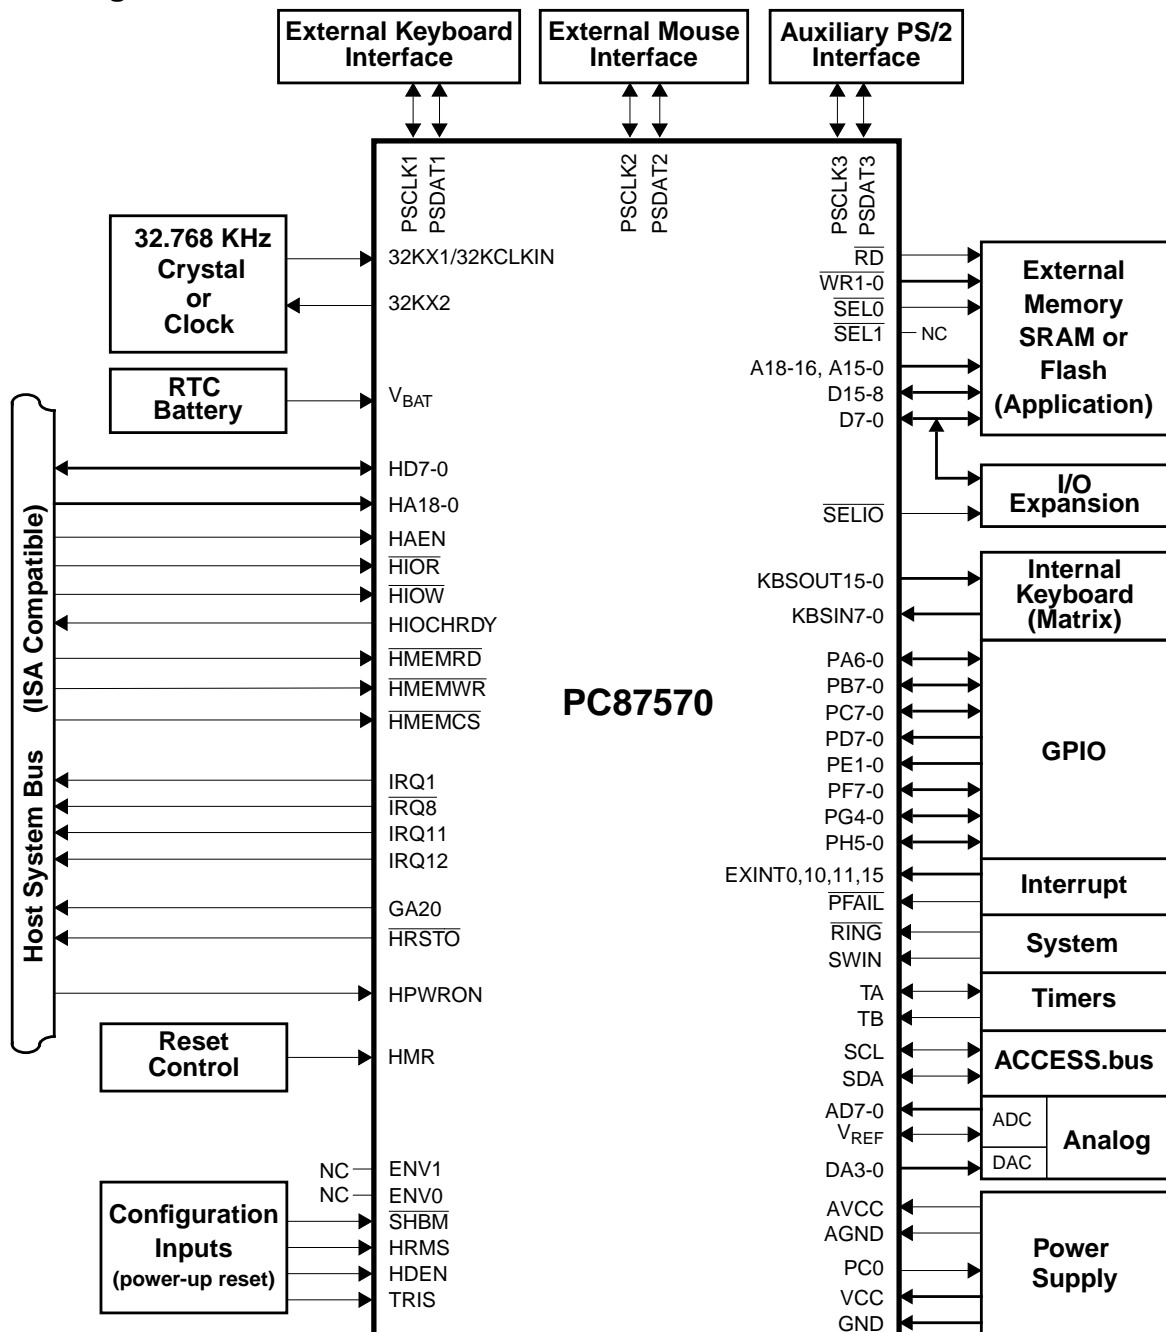 External Keyboard
Interface
External Mouse
Interface
Auxiliary PS/2
Interface
PSCLK1
PSDAT1
PSCLK2
PSDAT2
PSCLK3
PSDAT3
32.768 KHz
Crystal
or
Clock
32KX1/32KCLKIN
32KX2
RTC
Battery
VBAT
Host System Bus (ISA Compatible)
HD7-0
HA18-0
HAEN
HIOR
HIOW
HIOCHRDY
HMEMRD
HMEMWR
HMEMCS
IRQ1
IRQ8
IRQ11
IRQ12
GA20
HRSTO
HPWRON
Reset
Control
HMR
NC
ENV1
NC
ENV0
Configuration
Inputs
(power-up reset)
SHBM
HRMS
HDEN
TRIS
PC87570
RD
WR1-0
SEL0
SEL1
NC
A18-16, A15-0
D15-8
D7-0
External
Memory
SRAM or
Flash
(Application)
SELIO
I/O
Expansion
KBSOUT15-0
KBSIN7-0
Internal
Keyboard
(Matrix)
PA6-0
PB7-0
PC7-0
PD7-0
PE1-0
PF7-0
PG4-0
PH5-0
GPIO
EXINT0,10,11,15
PFAIL
Interrupt
RING
SWIN
System
TA
TB
Timers
SCL
SDA
ACCESS.bus
AD7-0
VREF
DA3-0
ADC
DAC
Analog
AVCC
AGND
PC0
VCC
GND
Power
Supply